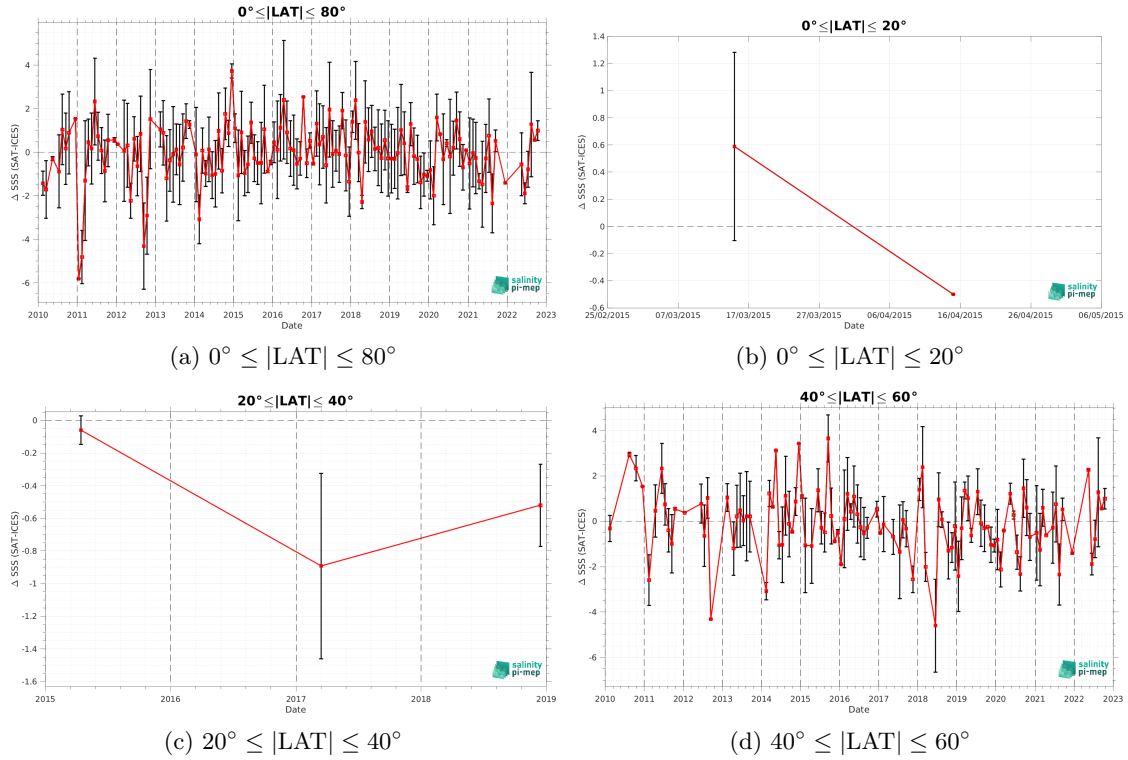 0°≤|LAT|≤ 80°
Δ SSS (SAT-ICES)
4
2
0
-2
-4
-6
2010 2011 2012 2013 2014 2015 2016 2017 2018 2019 2020 2021 2022 2023
Date
salinity
pi-mep
(a) 0° ≤ |LAT| ≤ 80°
0°≤|LAT|≤ 20°
Δ SSS (SAT-ICES)
1.4
1.2
1
0.8
0.6
0.4
0.2
0
-0.2
-0.4
-0.6
25/02/2015 07/03/2015 17/03/2015 27/03/2015 06/04/2015 16/04/2015 26/04/2015 06/05/2015
Date
salinity
pi-mep
(b) 0° ≤ |LAT| ≤ 20°
20°≤|LAT|≤ 40°
Δ SSS (SAT-ICES)
0
-0.2
-0.4
-0.6
-0.8
-1
-1.2
-1.4
-1.6
2015 2016 2017 2018 2019
Date
salinity
pi-mep
(c) 20° ≤ |LAT| ≤ 40°
40°≤|LAT|≤ 60°
Δ SSS (SAT-ICES)
4
2
0
-2
-4
-6
2010 2011 2012 2013 2014 2015 2016 2017 2018 2019 2020 2021 2022 2023
Date
salinity
pi-mep
(d) 40° ≤ |LAT| ≤ 60°